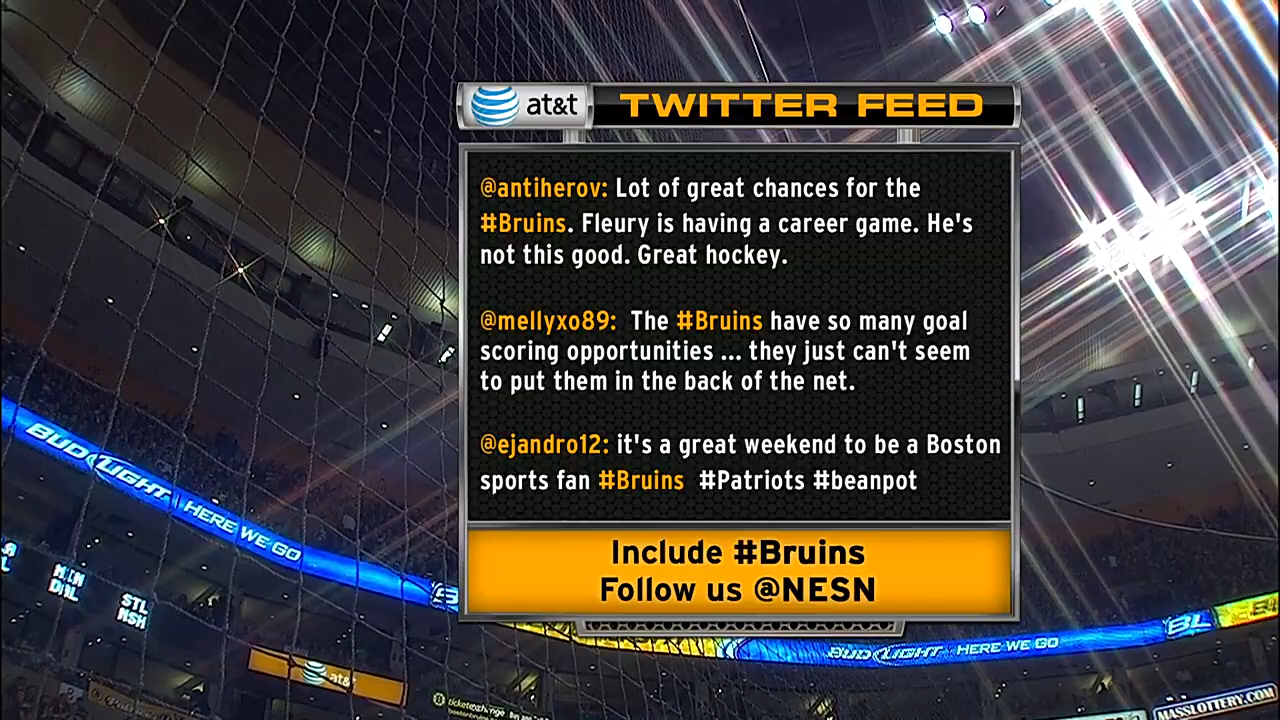 at&t TWITTER FEED
@antiherov: Lot of great chances for the
#Bruins. Fleury is having a career game. He's
not this good. Great hockey.
@mellyxo89: The #Bruins have so many goal
scoring opportunities ... they just can't seem
to put them in the back of the net.
@ejandro12: it's a great weekend to be a Boston
sports fan #Bruins #Patriots #beanpot
Include #Bruins
Follow us @NESN
BUD LIGHT HERE WE GO
MIN
DAL
STL
NSH
BUD LIGHT HERE WE GO
BL
at&t
ticketexchange
MASSLOTTERY.COM